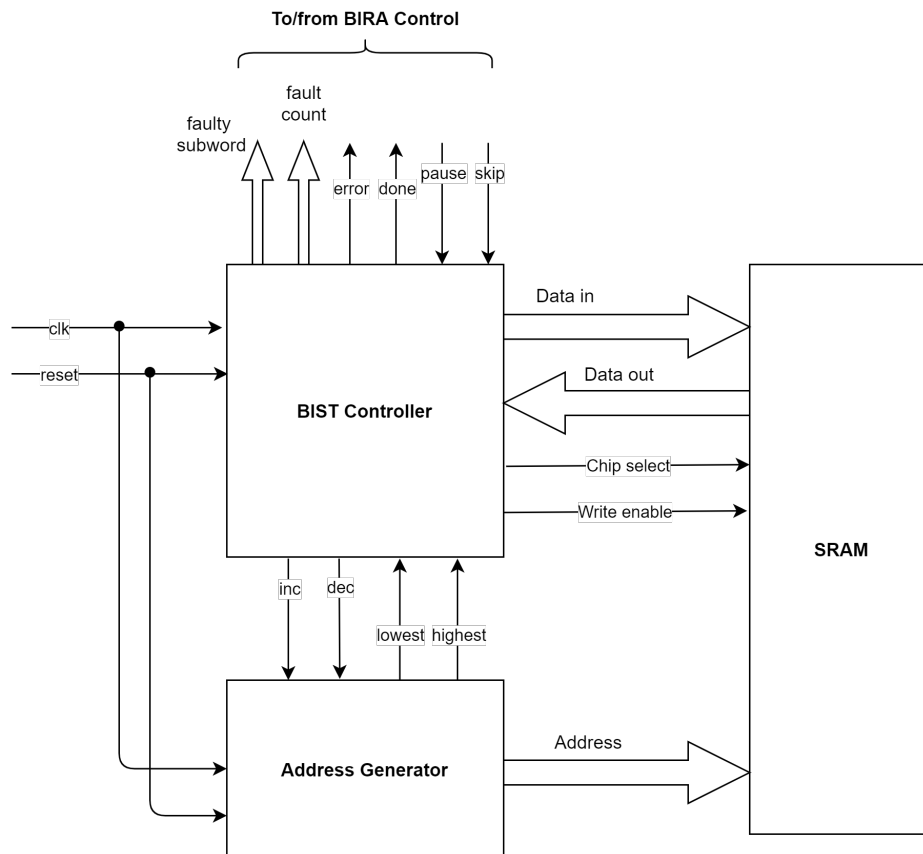 To/from BIRA Control
fault
count
faulty
subword
error
done
pause
skip
Data in
clk
Data out
reset
BIST Controller
Chip select
Write enable
SRAM
inc
dec
lowest
highest
Address
Address Generator